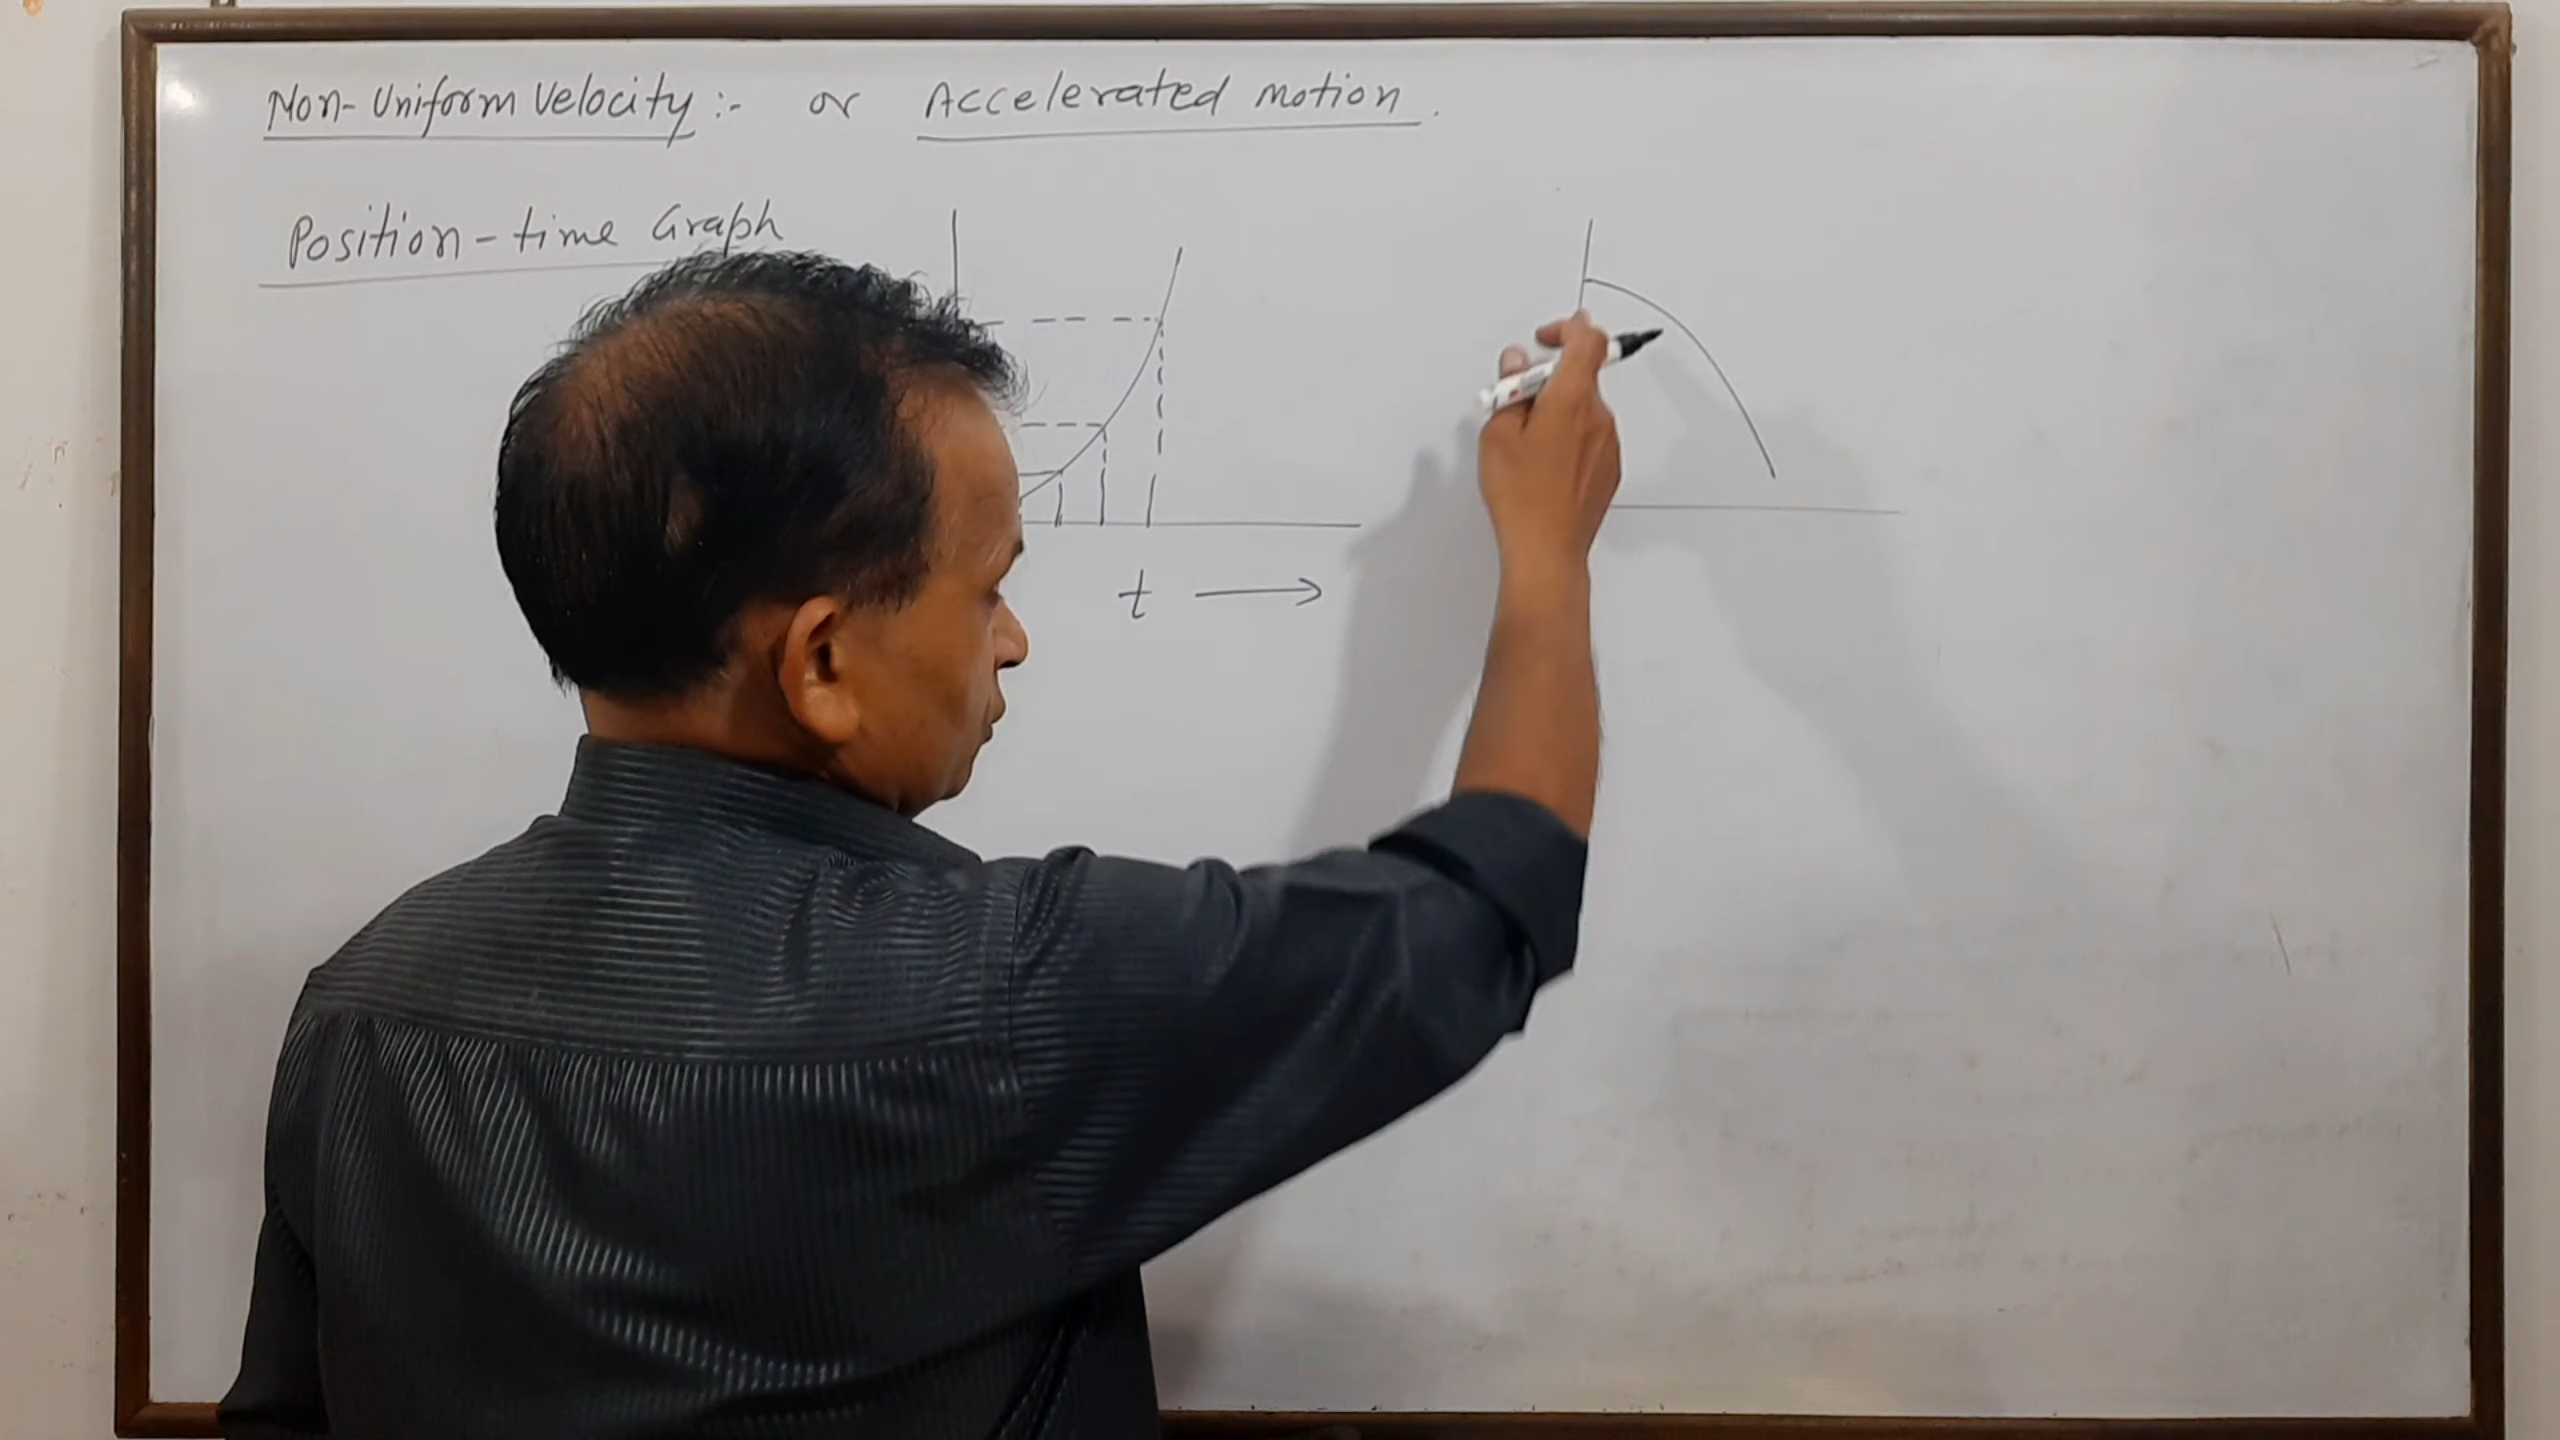 Non-Uniform Velocity :- or Accelerated motion.
Position-time Graph
t →